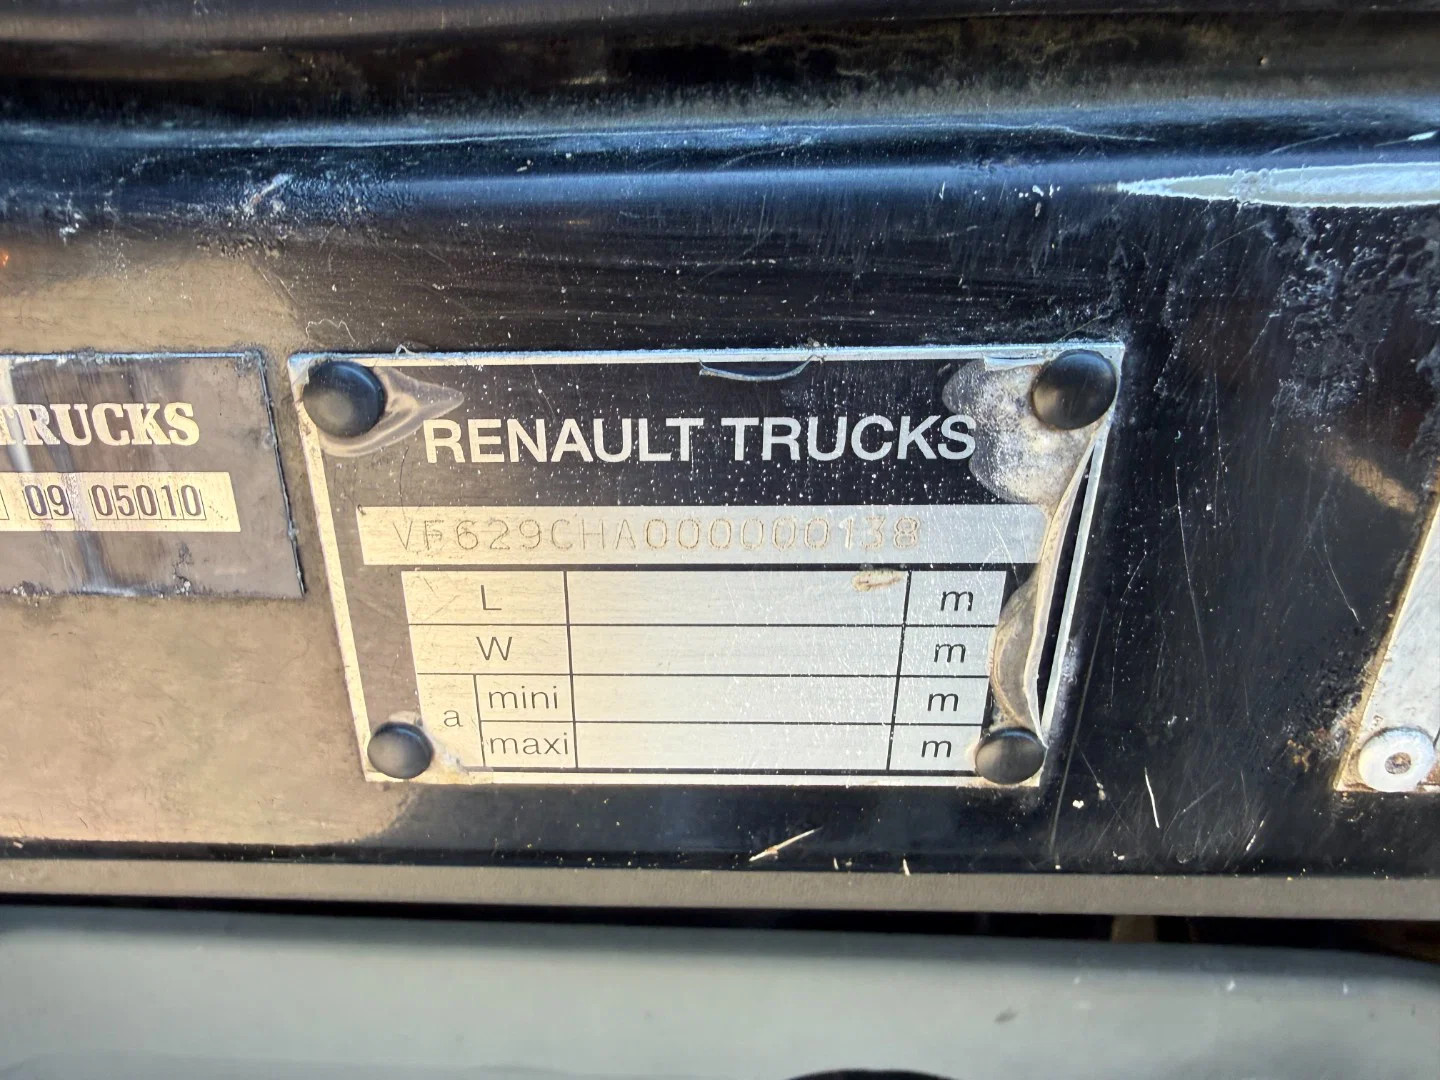 TRUCKS
09 05010
RENAULT TRUCKS
VF629CHA000000138
L m
W m
a mini m
maxi m